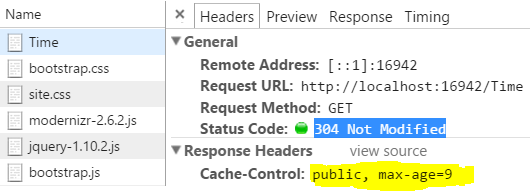 Name
Time
bootstrap.css
site.css
modernizr-2.6.2.js
jquery-1.10.2.js
bootstrap.js
× Headers Preview Response Timing
▼ General
Remote Address: [::1]:16942
Request URL: http://localhost:16942/Time
Request Method: GET
Status Code: 304 Not Modified
▼ Response Headers view source
Cache-Control: public, max-age=9